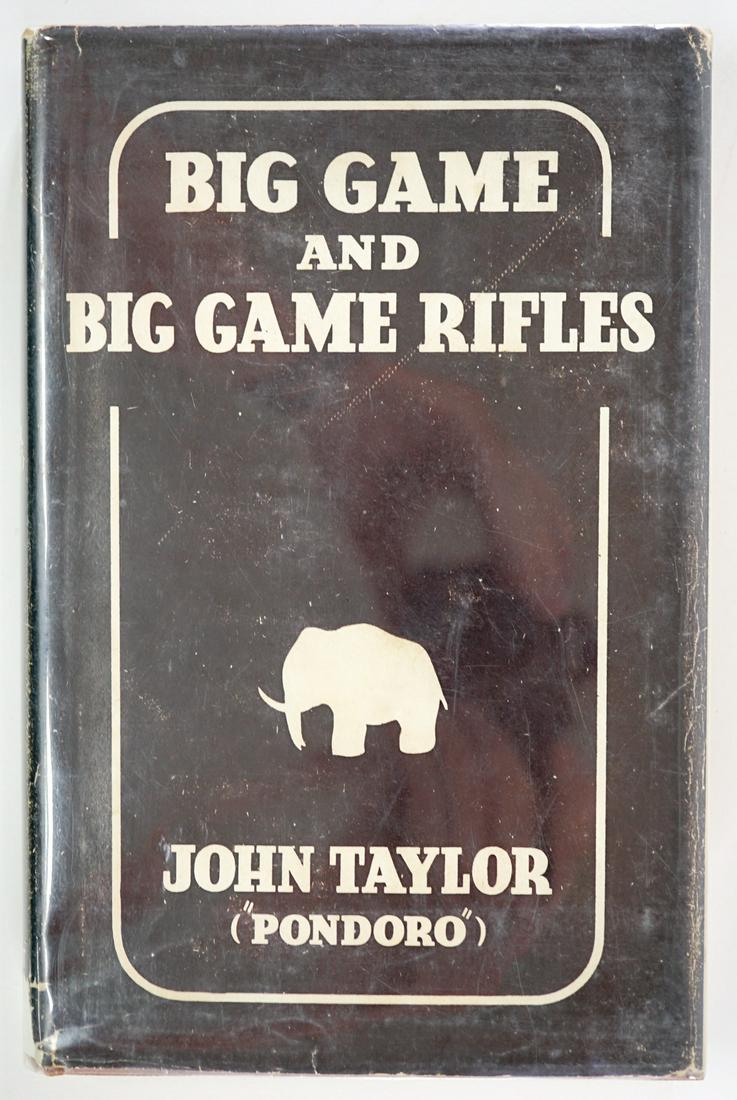 BIG GAME
AND
BIG GAME RIFLES
JOHN TAYLOR
("PONDORO")